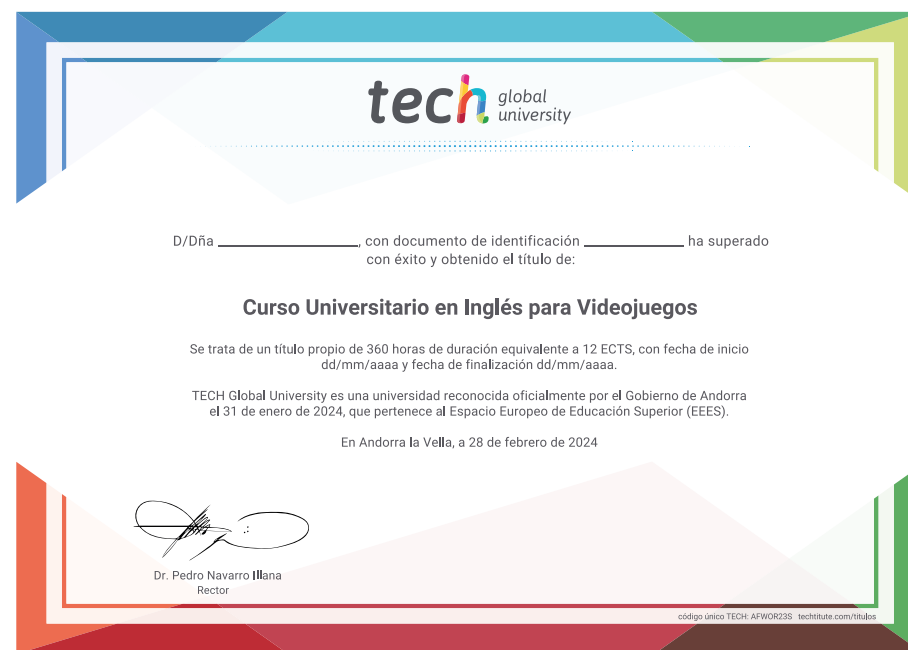 tech global university
D/Dña ____________, con documento de identificación ____________ ha superado
con éxito y obtenido el título de:
Curso Universitario en Inglés para Videojuegos
Se trata de un título propio de 360 horas de duración equivalente a 12 ECTS, con fecha de inicio
dd/mm/aaaa y fecha de finalización dd/mm/aaaa.
TECH Global University es una universidad reconocida oficialmente por el Gobierno de Andorra
el 31 de enero de 2024, que pertenece al Espacio Europeo de Educación Superior (EEES).
En Andorra la Vella, a 28 de febrero de 2024
Dr. Pedro Navarro Illana
Rector
código único TECH: AFWOR23S techtitute.com/titulos